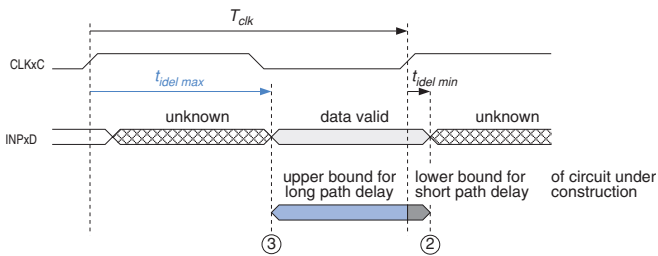 T_clk
CLKxC
t_idel max
t_idel min
unknown
data valid
unknown
INPxD
upper bound for
long path delay
lower bound for
short path delay
of circuit under
construction
3
2